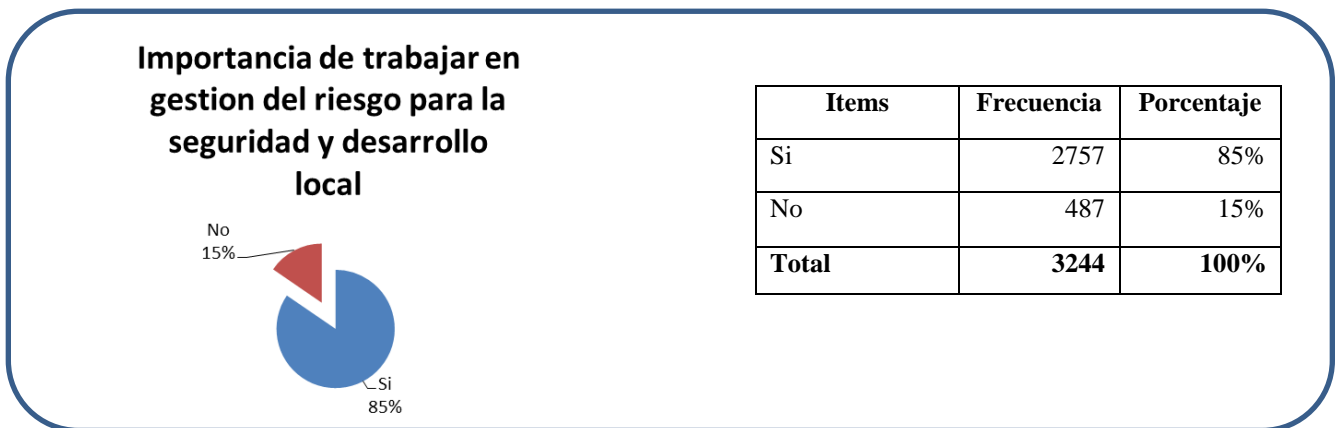 Importancia de trabajar en
gestion del riesgo para la
seguridad y desarrollo
local
No
15%
Si
85%
Items Frecuencia Porcentaje
Si 2757 85%
No 487 15%
Total 3244 100%